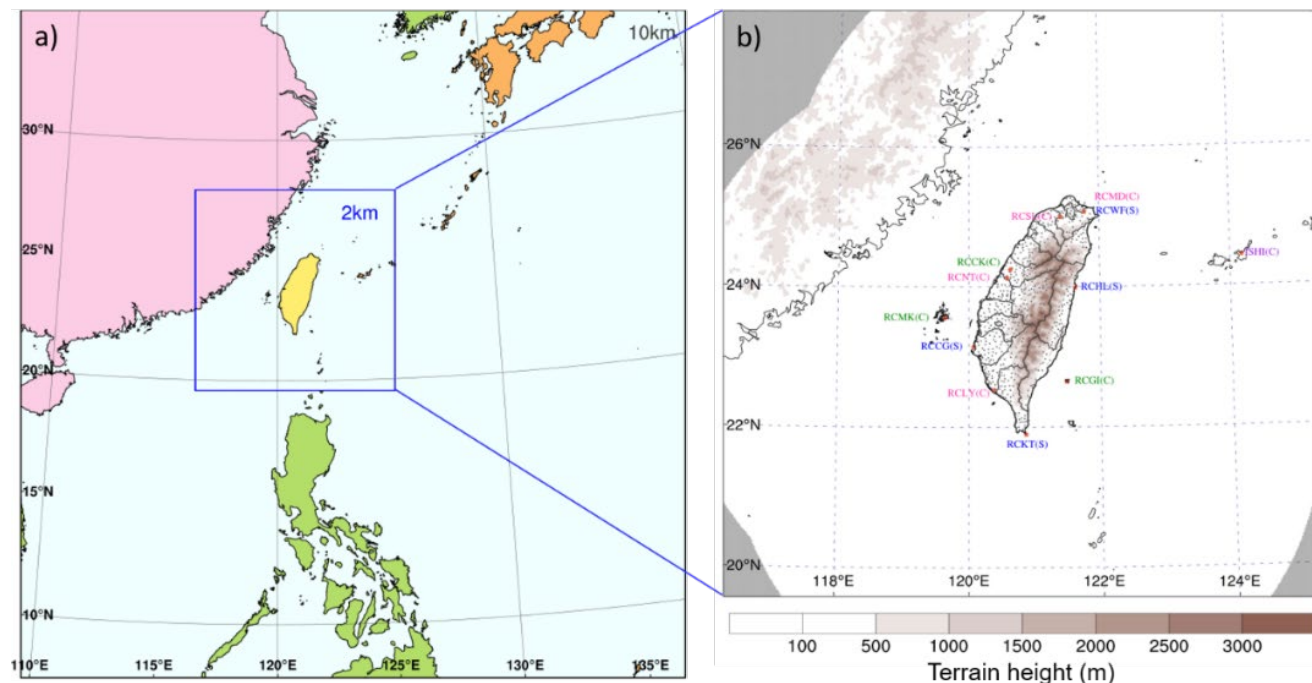 a)
10km
30°N
2km
25°N
20°N
15°N
10°N
110°E
115°E
120°E
125°E
130°E
135°E
b)
26°N
RCMD(C)
RCWF(S)
RCCK(C)
RCNT(C)
24°N
RCHL(S)
RCMK(C)
RCCG(S)
RCGI(C)
RCLY(C)
22°N
RCKT(S)
20°N
118°E
120°E
122°E
124°E
100
500
1000
1500
2000
2500
3000
Terrain height (m)